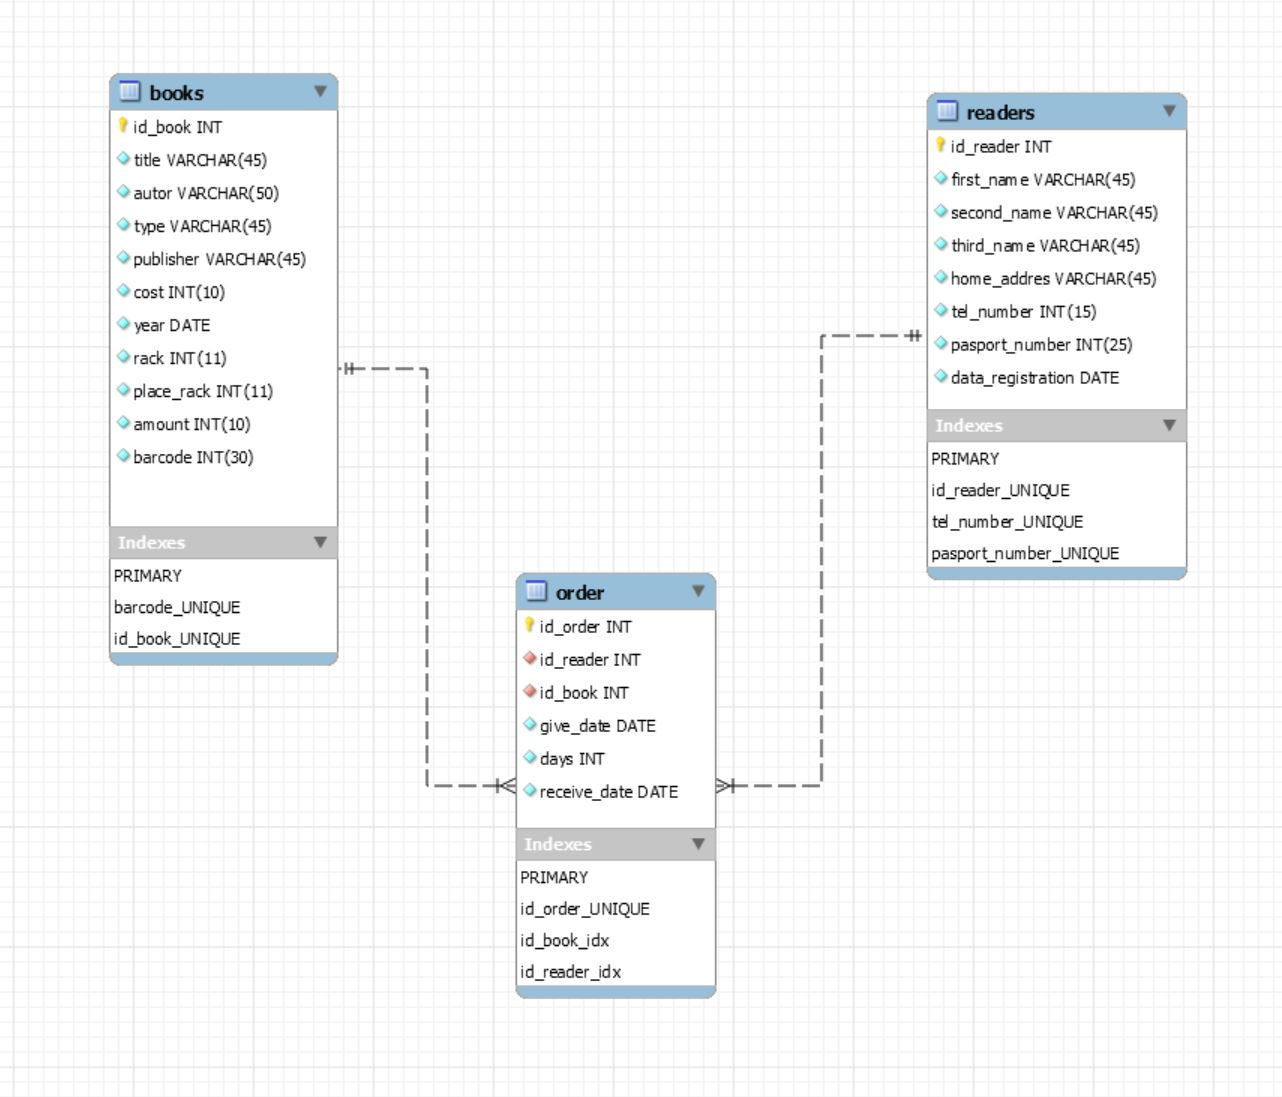 books
id_book INT
title VARCHAR(45)
autor VARCHAR(50)
type VARCHAR(45)
publisher VARCHAR(45)
cost INT(10)
year DATE
rack INT(11)
place_rack INT(11)
amount INT(10)
barcode INT(30)
Indexes
PRIMARY
barcode_UNIQUE
id_book_UNIQUE
readers
id_reader INT
first_name VARCHAR(45)
second_name VARCHAR(45)
third_name VARCHAR(45)
home_addres VARCHAR(45)
tel_number INT(15)
pasport_number INT(25)
data_registration DATE
Indexes
PRIMARY
id_reader_UNIQUE
tel_number_UNIQUE
pasport_number_UNIQUE
order
id_order INT
id_reader INT
id_book INT
give_date DATE
days INT
receive_date DATE
Indexes
PRIMARY
id_order_UNIQUE
id_book_idx
id_reader_idx